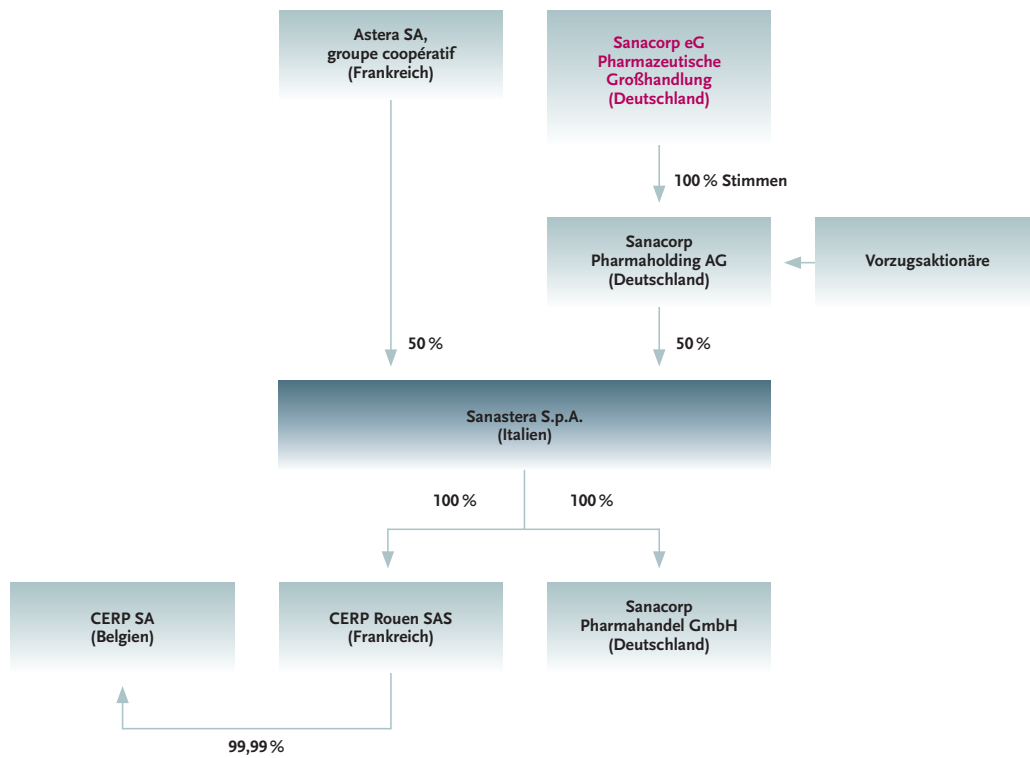 Astera SA,
groupe coopératif
(Frankreich)
Sanacorp eG
Pharmazeutische
Großhandlung
(Deutschland)
100 % Stimmen
Sanacorp
Pharmaholding AG
(Deutschland)
Vorzugsaktionäre
50 %
50 %
Sanastera S.p.A.
(Italien)
100 %
100 %
CERP SA
(Belgien)
CERP Rouen SAS
(Frankreich)
Sanacorp
Pharmahandel GmbH
(Deutschland)
99,99 %